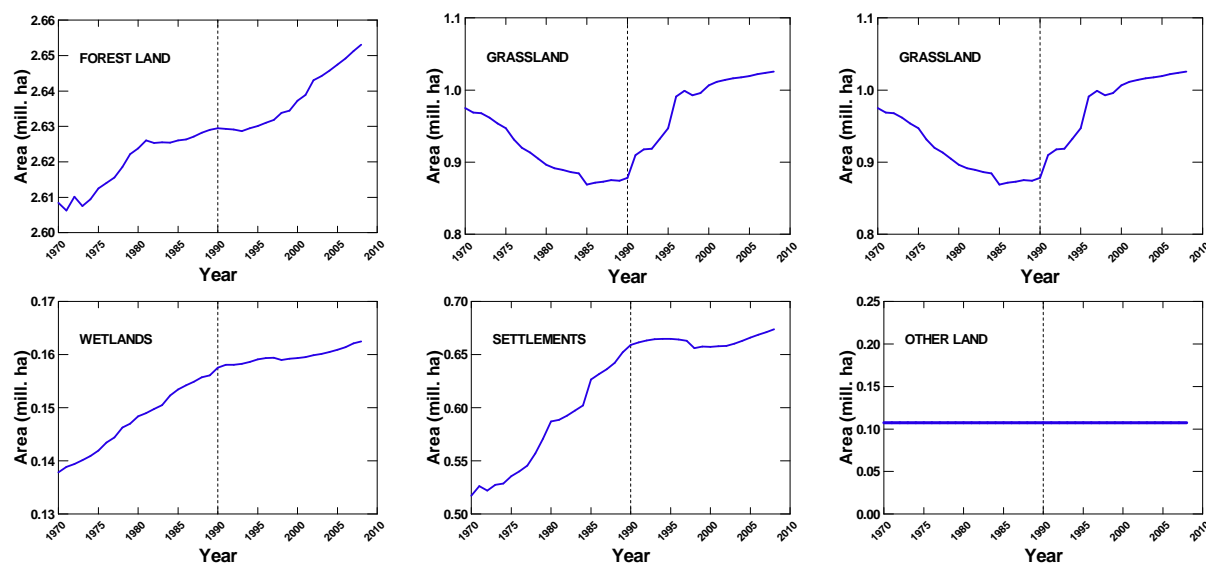 2.66
2.65
2.64
2.63
2.62
2.61
2.60
Area (mill. ha)
FOREST LAND
1970 1975 1980 1985 1990 1995 2000 2005 2010
Year
1.1
1.0
0.9
0.8
Area (mill. ha)
GRASSLAND
1970 1975 1980 1985 1990 1995 2000 2005 2010
Year
1.1
1.0
0.9
0.8
Area (mill. ha)
GRASSLAND
1970 1975 1980 1985 1990 1995 2000 2005 2010
Year
0.17
0.16
0.15
0.14
0.13
Area (mill. ha)
WETLANDS
1970 1975 1980 1985 1990 1995 2000 2005 2010
Year
0.70
0.65
0.60
0.55
0.50
Area (mill. ha)
SETTLEMENTS
1970 1975 1980 1985 1990 1995 2000 2005 2010
Year
0.25
0.20
0.15
0.10
0.05
0.00
Area (mill. ha)
OTHER LAND
1970 1975 1980 1985 1990 1995 2000 2005 2010
Year